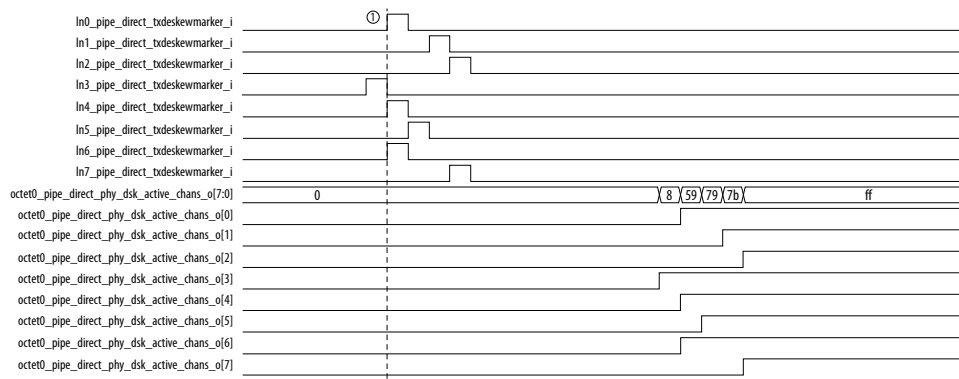 ①
ln0_pipe_direct_txdeskewmarker_i
ln1_pipe_direct_txdeskewmarker_i
ln2_pipe_direct_txdeskewmarker_i
ln3_pipe_direct_txdeskewmarker_i
ln4_pipe_direct_txdeskewmarker_i
ln5_pipe_direct_txdeskewmarker_i
ln6_pipe_direct_txdeskewmarker_i
ln7_pipe_direct_txdeskewmarker_i
octet0_pipe_direct_phy_dsk_active_chans_o[7:0] 0 8 59 79 7b ff
octet0_pipe_direct_phy_dsk_active_chans_o[0]
octet0_pipe_direct_phy_dsk_active_chans_o[1]
octet0_pipe_direct_phy_dsk_active_chans_o[2]
octet0_pipe_direct_phy_dsk_active_chans_o[3]
octet0_pipe_direct_phy_dsk_active_chans_o[4]
octet0_pipe_direct_phy_dsk_active_chans_o[5]
octet0_pipe_direct_phy_dsk_active_chans_o[6]
octet0_pipe_direct_phy_dsk_active_chans_o[7]